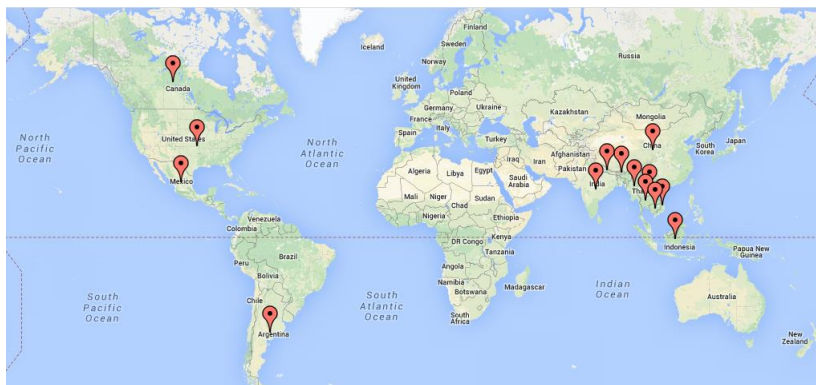 Finland
Iceland
Sweden
Russia
Norway
Canada
United
Kingdom
Poland
Germany
Ukraine
Kazakhstan
Mongolia
France
Italy
North
Pacific
Ocean
United States
North
Atlantic
Ocean
Spain
Turkey
China
South
Korea
Japan
Afghanistan
Iraq
Iran
Pakistan
Algeria
Libya
Egypt
Saudi
Arabia
India
Mexico
Mali
Niger
Chad
Sudan
Tha
Venezuela
Colombia
Nigeria
Ethiopia
Kenya
DR Congo
Tanzania
Indonesia
Papua New
Guinea
Peru
Brazil
Bolivia
Angola
Namibia
Botswana
Madagascar
South
Pacific
Ocean
Chile
South
Atlantic
Ocean
Indian
Ocean
Australia
South
Africa
Argentina
New
Zealand